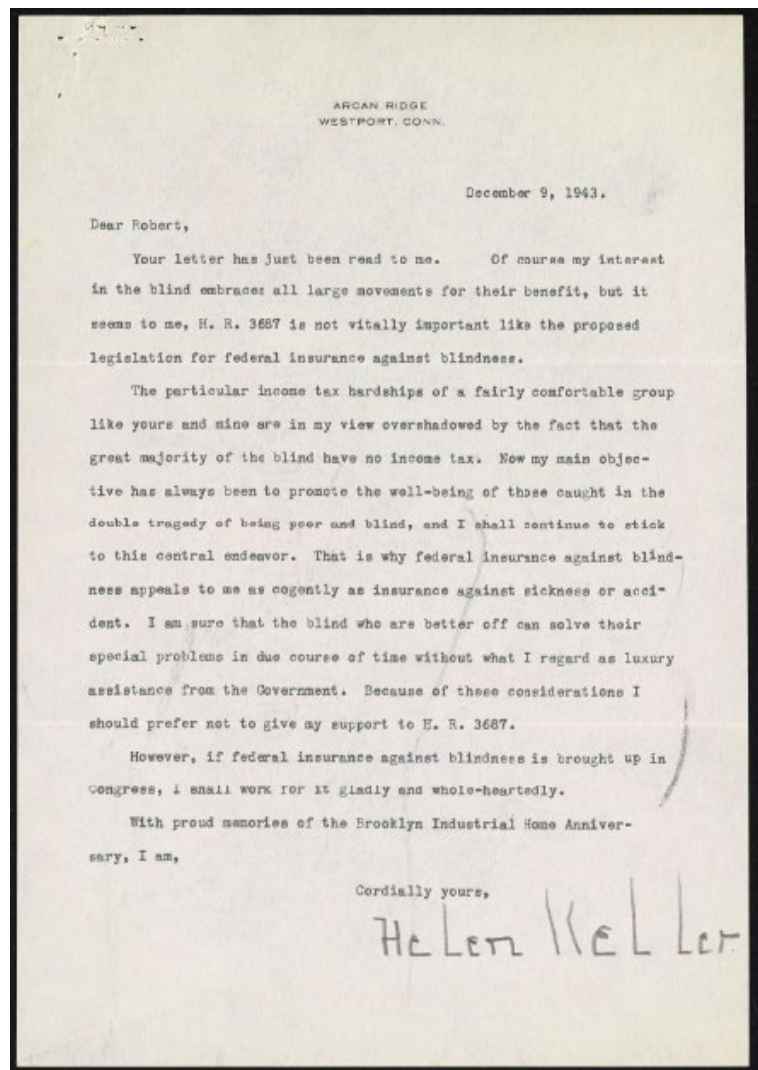 ARCAN RIDGE
WESTPORT, CONN.
December 9, 1943.
Dear Robert,
Your letter has just been read to me. Of course my interest
in the blind embraces all large movements for their benefit, but it
seems to me, H. R. 3687 is not vitally important like the proposed
legislation for federal insurance against blindness.
The particular income tax hardships of a fairly comfortable group
like yours and mine are in my view overshadowed by the fact that the
great majority of the blind have no income tax. Now my main objec-
tive has always been to promote the well-being of those caught in the
double tragedy of being poor and blind, and I shall continue to stick
to this central endeavor. That is why federal insurance against blind-
ness appeals to me as cogently as insurance against sickness or acci-
dent. I am sure that the blind who are better off can solve their
special problems in due course of time without what I regard as luxury
assistance from the Government. Because of these considerations I
should prefer not to give my support to H. R. 3687.
However, if federal insurance against blindness is brought up in
Congress, I shall work for it gladly and whole-heartedly.
With proud memories of the Brooklyn Industrial Home Anniver-
sary, I am,
Cordially yours,
Helen Keller